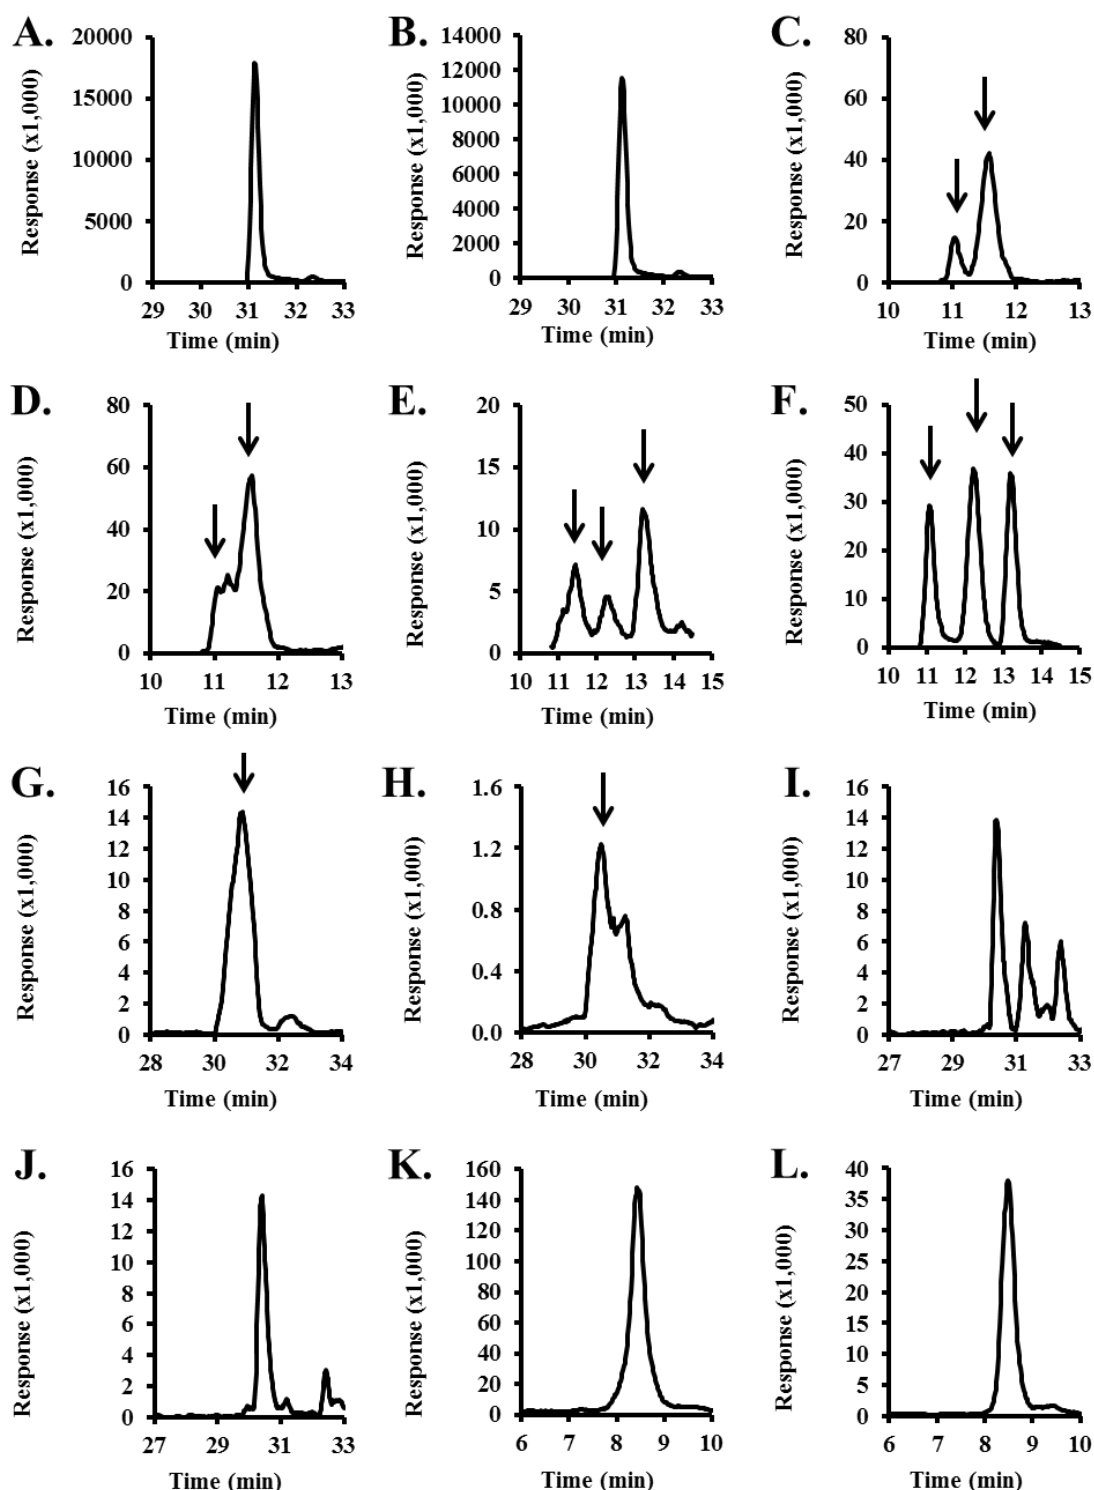 A.
Response (x1,000)
20000
15000
10000
5000
0
29 30 31 32 33
Time (min)
B.
Response (x1,000)
14000
12000
10000
8000
6000
4000
2000
0
29 30 31 32 33
Time (min)
C.
Response (x1,000)
80
60
40
20
0
10 11 12 13
Time (min)
D.
Response (x1,000)
80
60
40
20
0
10 11 12 13
Time (min)
E.
Response (x1,000)
20
15
10
5
0
10 11 12 13 14 15
Time (min)
F.
Response (x1,000)
50
40
30
20
10
0
10 11 12 13 14 15
Time (min)
G.
Response (x1,000)
16
14
12
10
8
6
4
2
0
28 30 32 34
Time (min)
H.
Response (x1,000)
1.6
1.2
0.8
0.4
0.0
28 30 32 34
Time (min)
I.
Response (x1,000)
16
14
12
10
8
6
4
2
0
27 29 31 33
Time (min)
J.
Response (x1,000)
16
14
12
10
8
6
4
2
0
27 29 31 33
Time (min)
K.
Response (x1,000)
160
140
120
100
80
60
40
20
0
6 7 8 9 10
Time (min)
L.
Response (x1,000)
40
35
30
25
20
15
10
5
0
6 7 8 9 10
Time (min)